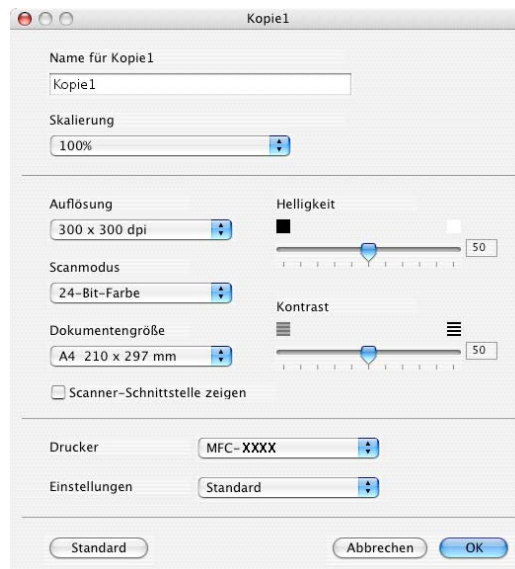 Kopie1
Name für Kopie1
Kopie1
Skalierung
100%
Auflösung
300 x 300 dpi
Scanmodus
24-Bit-Farbe
Dokumentengröße
A4 210 x 297 mm
Scanner-Schnittstelle zeigen
Helligkeit
50
Kontrast
50
Drucker
MFC-XXXX
Einstellungen
Standard
Standard
Abbrechen
OK